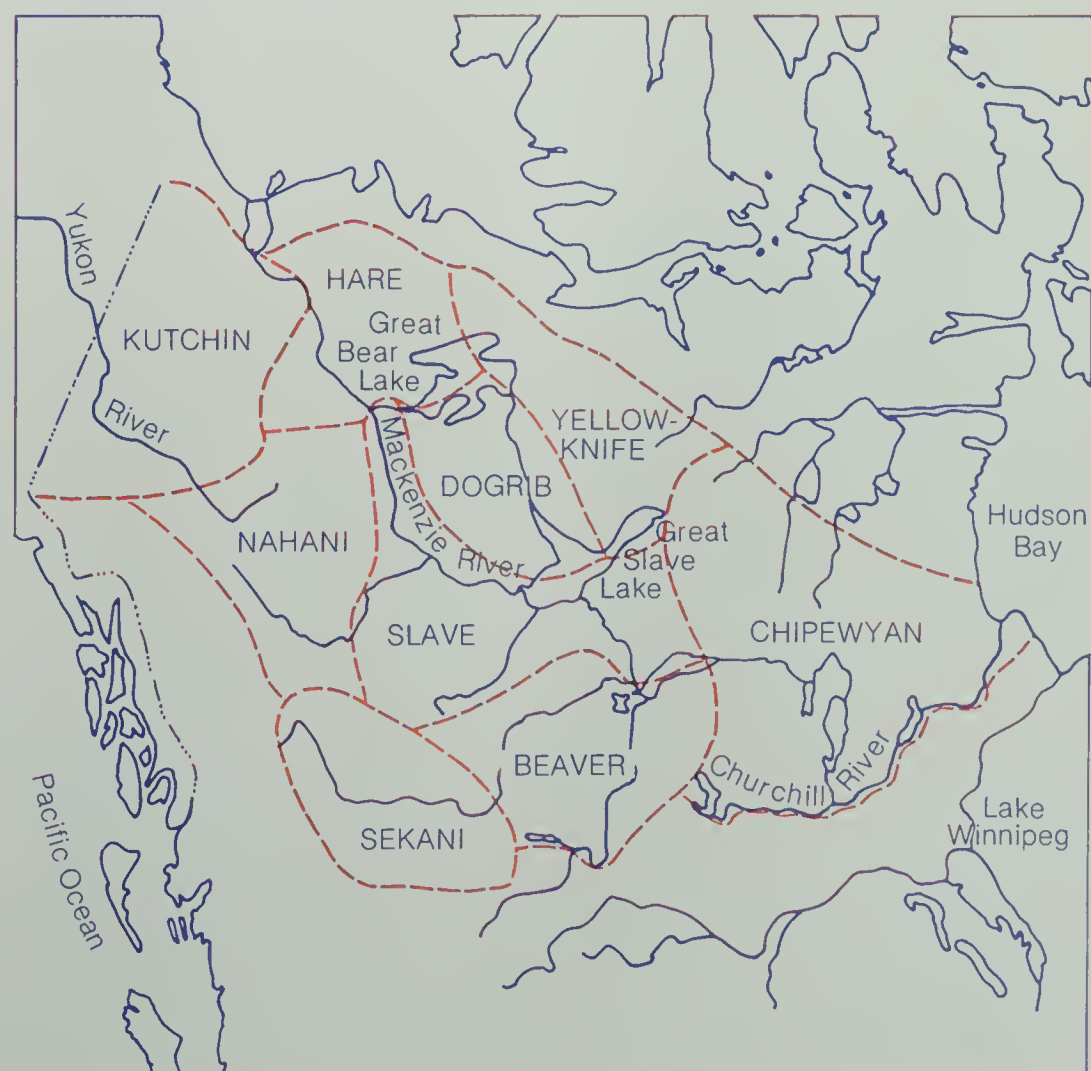 Yukon
River
KUTCHIN
HARE
Great
Bear
Lake
Mackenzie
River
YELLOW-
KNIFE
DOGRIB
NAHANI
Great
Slave
Lake
Hudson
Bay
SLAVE
CHIPEWYAN
BEAVER
Churchill
River
SEKANI
Lake
Winnipeg
Pacific Ocean